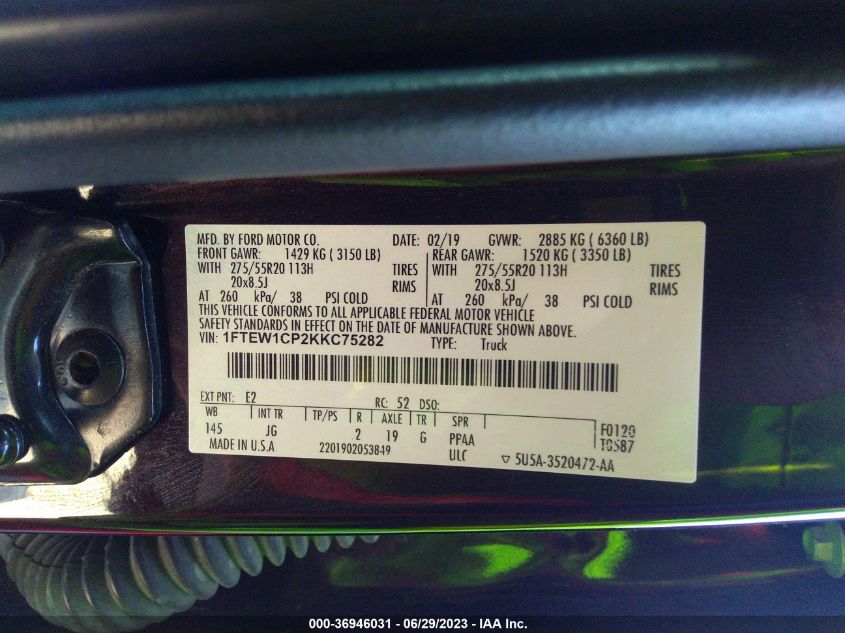 MFD. BY FORD MOTOR CO. DATE: 02/19 GVWR: 2885 KG ( 6360 LB)
FRONT GAWR: 1429 KG ( 3150 LB) REAR GAWR: 1520 KG ( 3350 LB)
WITH 275/55R20 113H TIRES WITH 275/55R20 113H TIRES
20x8.5J RIMS 20x8.5J RIMS
AT 260 kPa/ 38 PSI COLD AT 260 kPa/ 38 PSI COLD
THIS VEHICLE CONFORMS TO ALL APPLICABLE FEDERAL MOTOR VEHICLE
SAFETY STANDARDS IN EFFECT ON THE DATE OF MANUFACTURE SHOWN ABOVE.
VIN: 1FTEW1CP2KKC75282 TYPE: Truck
EXT PNT: E2 RC: 52 DSO:
WB INT TR TP/PS R AXLE TR SPR
145 JG 2 19 G PPAA F0120
MADE IN U.S.A 2201902053849 ULC T0587
▽ 5U5A-3520472-AA
000-36946031 - 06/29/2023 - IAA Inc.